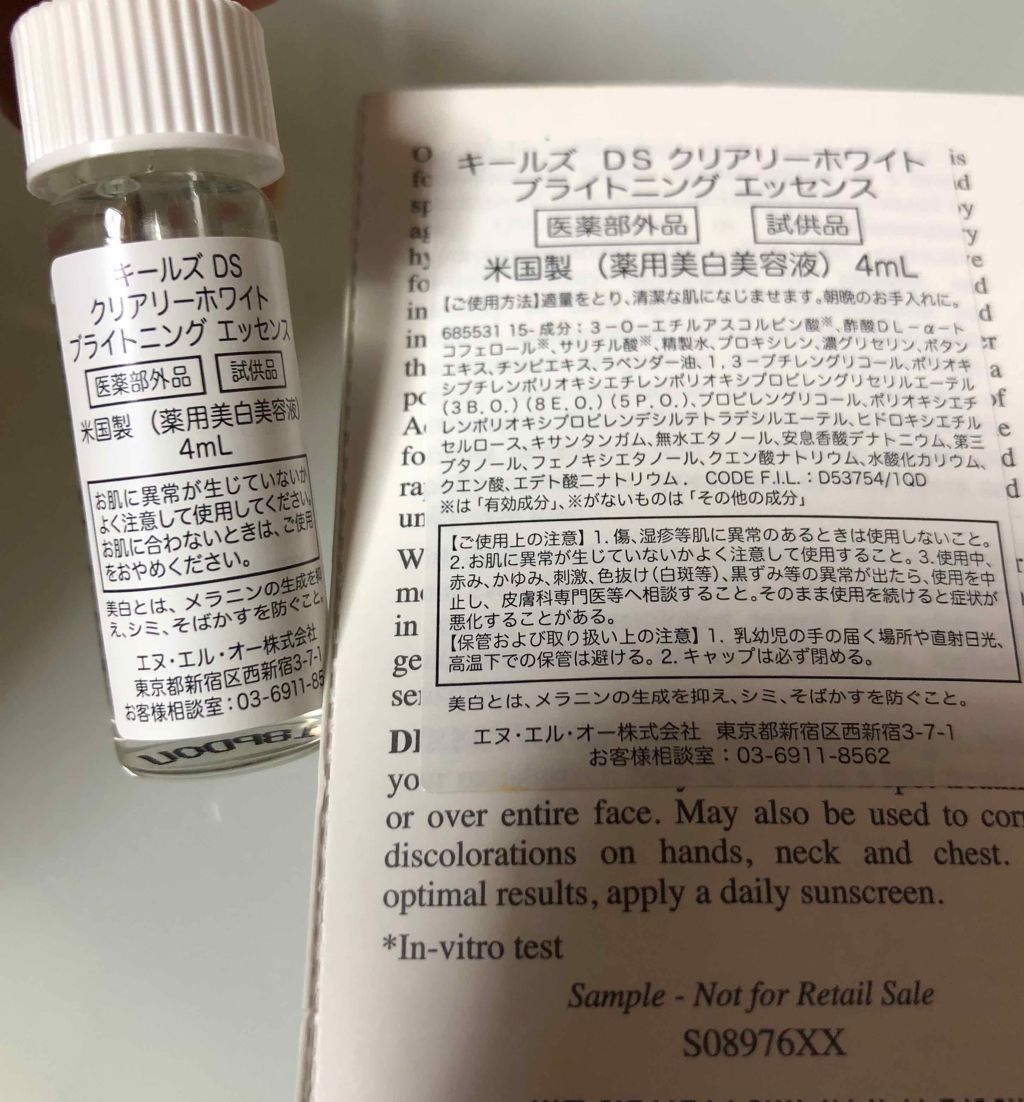 キールズ DS
クリアリーホワイト
ブライトニング エッセンス
医薬部外品 試供品
米国製 (薬用美白美容液)
4mL
お肌に異常が生じていないか
よく注意して使用してください。
お肌に合わないときは、ご使用
をおやめください。
美白とは、メラニンの生成を抑
え、シミ、そばかすを防ぐこと。
エヌ・エル・オー株式会社
東京都新宿区西新宿3-7-1
お客様相談室:03-6911-85
キールズ DS クリアリーホワイト
ブライトニング エッセンス
医薬部外品 試供品
米国製 (薬用美白美容液) 4mL
【ご使用方法】適量をとり、清潔な肌になじませます。朝晩のお手入れに。
685531 15- 成分:3-O-エチルアスコルビン酸※、酢酸DL-α-ト
コフェロール※、サリチル酸※、精製水、プロキシレン、濃グリセリン、ボタン
エキス、チンピエキス、ラベンダー油、1,3-ブチレングリコール、ポリオキ
シブチレンポリオキシエチレンポリオキシプロピレングリセリルエーテル
(3B.O.)(8E.O.)(5P.O.)、プロピレングリコール、ポリオキシエチ
レンポリオキシプロピレンデシルテトラデシルエーテル、ヒドロキシエチル
セルロース、キサンタンガム、無水エタノール、安息香酸デナトニウム、第三
ブタノール、フェノキシエタノール、クエン酸ナトリウム、水酸化カリウム、
クエン酸、エデト酸二ナトリウム. CODE F.I.L.:D53754/1QD
※は「有効成分」、※がないものは「その他の成分」
【ご使用上の注意】1.傷、湿疹等肌に異常のあるときは使用しないこと。
2.お肌に異常が生じていないかよく注意して使用すること。3.使用中、
赤み、かゆみ、刺激、色抜け(白斑等)、黒ずみ等の異常が出たら、使用を中
止し、皮膚科専門医等へ相談すること。そのまま使用を続けると症状が
悪化することがある。
【保管および取り扱い上の注意】1. 乳幼児の手の届く場所や直射日光、
高温下での保管は避ける。2.キャップは必ず閉める。
美白とは、メラニンの生成を抑え、シミ、そばかすを防ぐこと。
エヌ・エル・オー株式会社 東京都新宿区西新宿3-7-1
お客様相談室:03-6911-8562
or over entire face. May also be used to
discolorations on hands, neck and chest.
optimal results, apply a daily sunscreen.
*In-vitro test
Sample - Not for Retail Sale
S08976XX